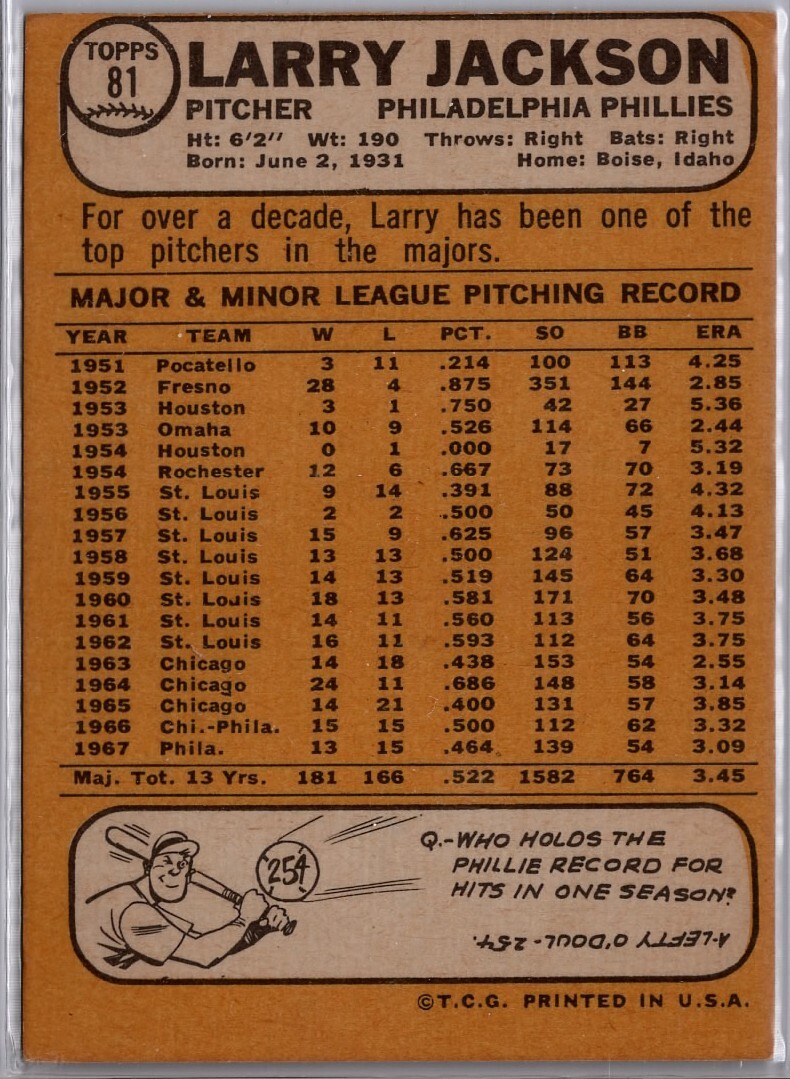 TOPPS
81
LARRY JACKSON
PITCHER PHILADELPHIA PHILLIES
Ht: 6'2" Wt: 190 Throws: Right Bats: Right
Born: June 2, 1931 Home: Boise, Idaho
For over a decade, Larry has been one of the
top pitchers in the majors.
MAJOR & MINOR LEAGUE PITCHING RECORD
YEAR TEAM W L PCT. SO BB ERA
1951 Pocatello 3 11 .214 100 113 4.25
1952 Fresno 28 4 .875 351 144 2.85
1953 Houston 3 1 .750 42 27 5.36
1953 Omaha 10 9 .526 114 66 2.44
1954 Houston 0 1 .000 17 7 5.32
1954 Rochester 12 6 .667 73 70 3.19
1955 St. Louis 9 14 .391 88 72 4.32
1956 St. Louis 2 2 .500 50 45 4.13
1957 St. Louis 15 9 .625 96 57 3.47
1958 St. Louis 13 13 .500 124 51 3.68
1959 St. Louis 14 13 .519 145 64 3.30
1960 St. Louis 18 13 .581 171 70 3.48
1961 St. Louis 14 11 .560 113 56 3.75
1962 St. Louis 16 11 .593 112 64 3.75
1963 Chicago 14 18 .438 153 54 2.55
1964 Chicago 24 11 .686 148 58 3.14
1965 Chicago 14 21 .400 131 57 3.85
1966 Chi.-Phila. 15 15 .500 112 62 3.32
1967 Phila. 13 15 .464 139 54 3.09
Maj. Tot. 13 Yrs. 181 166 .522 1582 764 3.45
254
Q.-WHO HOLDS THE
PHILLIE RECORD FOR
HITS IN ONE SEASON?
A-LEFTY O'DOUL-254.
©T.C.G. PRINTED IN U.S.A.